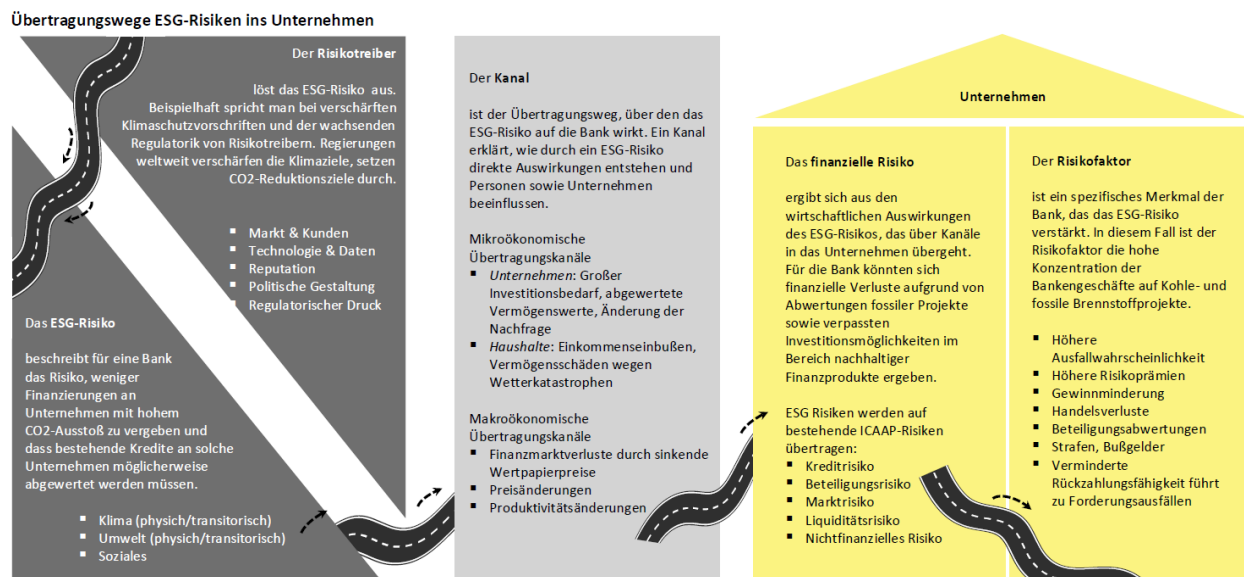 Übertragungswege ESG-Risiken ins Unternehmen
Der Risikotreiber
löst das ESG-Risiko aus.
Beispielhaft spricht man bei verschärften
Klimaschutzvorschriften und der wachsenden
Regulatorik von Risikotreibern. Regierungen
weltweit verschärfen die Klimaziele, setzen
CO2-Reduktionsziele durch.
▪ Markt & Kunden
▪ Technologie & Daten
▪ Reputation
▪ Politische Gestaltung
▪ Regulatorischer Druck
Das ESG-Risiko
beschreibt für eine Bank
das Risiko, weniger
Finanzierungen an
Unternehmen mit hohem
CO2-Ausstoß zu vergeben und
dass bestehende Kredite an solche
Unternehmen möglicherweise
abgewertet werden müssen.
▪ Klima (physich/transitorisch)
▪ Umwelt (physich/transitorisch)
▪ Soziales
Der Kanal
ist der Übertragungsweg, über den das
ESG-Risiko auf die Bank wirkt. Ein Kanal
erklärt, wie durch ein ESG-Risiko
direkte Auswirkungen entstehen und
Personen sowie Unternehmen
beeinflussen.
Mikroökonomische
Übertragungskanäle
▪ Unternehmen: Großer
Investitionsbedarf, abgewertete
Vermögenswerte, Änderung der
Nachfrage
▪ Haushalte: Einkommenseinbußen,
Vermögensschäden wegen
Wetterkatastrophen
Makroökonomische
Übertragungskanäle
▪ Finanzmarktverluste durch sinkende
Wertpapierpreise
▪ Preisänderungen
▪ Produktivitätsänderungen
Unternehmen
Das finanzielle Risiko
ergibt sich aus den
wirtschaftlichen Auswirkungen
des ESG-Risikos, das über Kanäle
in das Unternehmen übergeht.
Für die Bank könnten sich
finanzielle Verluste aufgrund von
Abwertungen fossiler Projekte
sowie verpassten
Investitionsmöglichkeiten im
Bereich nachhaltiger
Finanzprodukte ergeben.
ESG Risiken werden auf
bestehende ICAAP-Risiken
übertragen:
▪ Kreditrisiko
▪ Beteiligungsrisiko
▪ Marktrisiko
▪ Liquiditätsrisiko
▪ Nichtfinanzielles Risiko
Der Risikofaktor
ist ein spezifisches Merkmal der
Bank, das das ESG-Risiko
verstärkt. In diesem Fall ist der
Risikofaktor die hohe
Konzentration der
Bankengeschäfte auf Kohle- und
fossile Brennstoffprojekte.
▪ Höhere
Ausfallwahrscheinlichkeit
▪ Höhere Risikoprämien
▪ Gewinnminderung
▪ Handelsverluste
▪ Beteiligungsabwertungen
▪ Strafen, Bußgelder
▪ Verminderte
Rückzahlungsfähigkeit führt
zu Forderungsausfällen